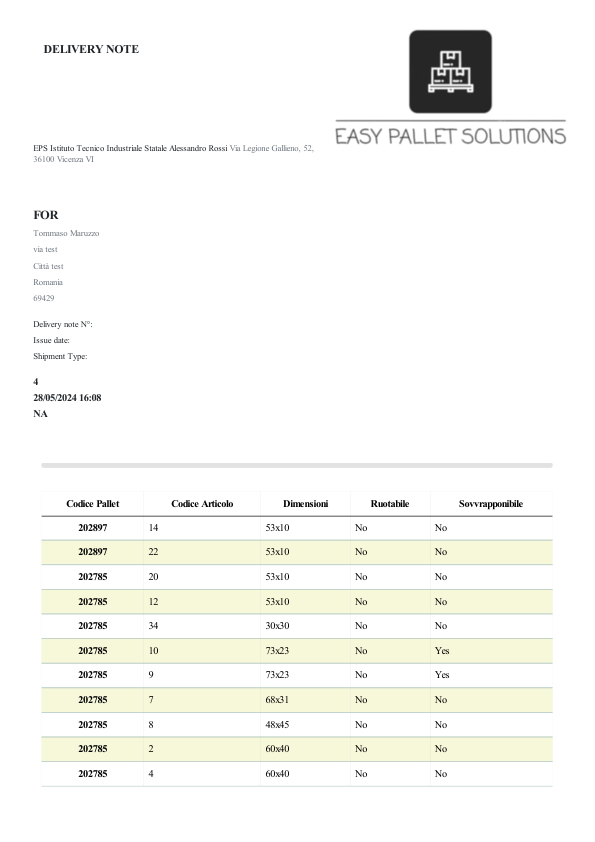 DELIVERY NOTE
EASY PALLET SOLUTIONS
EPS Istituto Tecnico Industriale Statale Alessandro Rossi Via Legione Gallieno, 52,
36100 Vicenza VI
FOR
Tommaso Maruzzo
via test
Città test
Romania
69429
Delivery note N°:
Issue date:
Shipment Type:
4
28/05/2024 16:08
NA
Codice Pallet Codice Articolo Dimensioni Ruotabile Sovvrapponibile
202897 14 53x10 No No
202897 22 53x10 No No
202785 20 53x10 No No
202785 12 53x10 No No
202785 34 30x30 No No
202785 10 73x23 No Yes
202785 9 73x23 No Yes
202785 7 68x31 No No
202785 8 48x45 No No
202785 2 60x40 No No
202785 4 60x40 No No